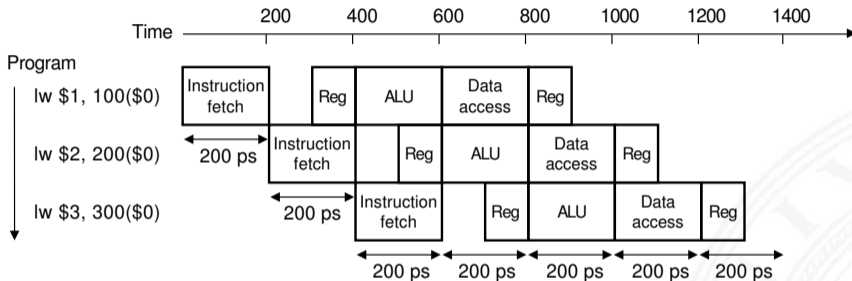 200 400 600 800 1000 1200 1400
Time
Program
lw $1, 100($0)
Instruction fetch
Reg
ALU
Data access
Reg
200 ps
lw $2, 200($0)
Instruction fetch
Reg
ALU
Data access
Reg
200 ps
lw $3, 300($0)
Instruction fetch
Reg
ALU
Data access
Reg
200 ps 200 ps 200 ps 200 ps 200 ps